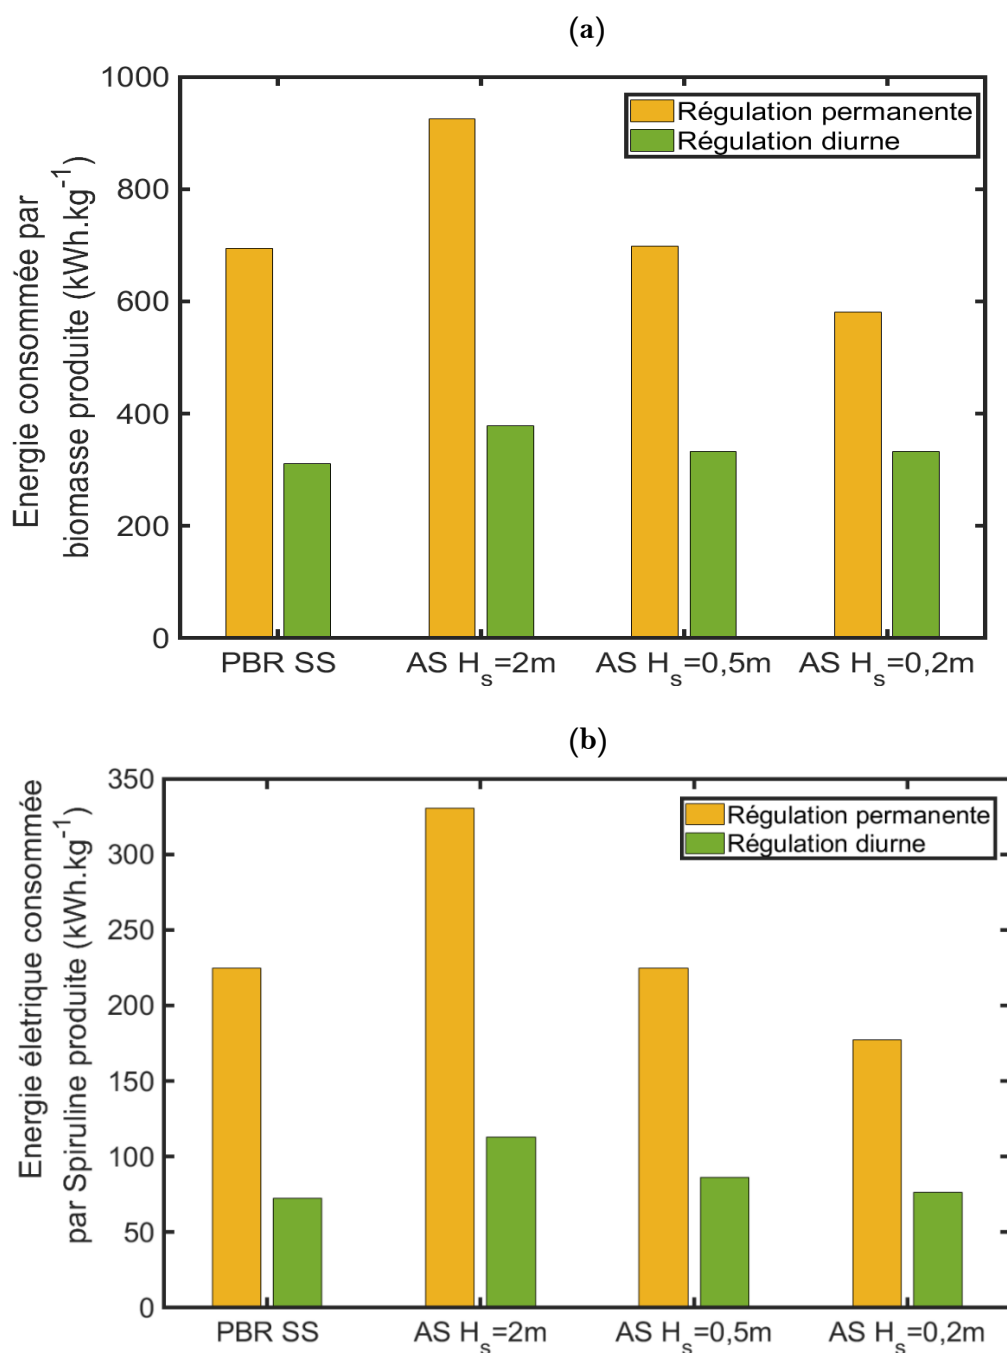 (a)
1000
800
600
400
200
0
Energie consommée par
biomasse produite (kWh.kg⁻¹)
Régulation permanente
Régulation diurne
PBR SS
AS Hₛ=2m
AS Hₛ=0,5m
AS Hₛ=0,2m
(b)
350
300
250
200
150
100
50
0
Energie életrique consommée
par Spiruline produite (kWh.kg⁻¹)
Régulation permanente
Régulation diurne
PBR SS
AS Hₛ=2m
AS Hₛ=0,5m
AS Hₛ=0,2m